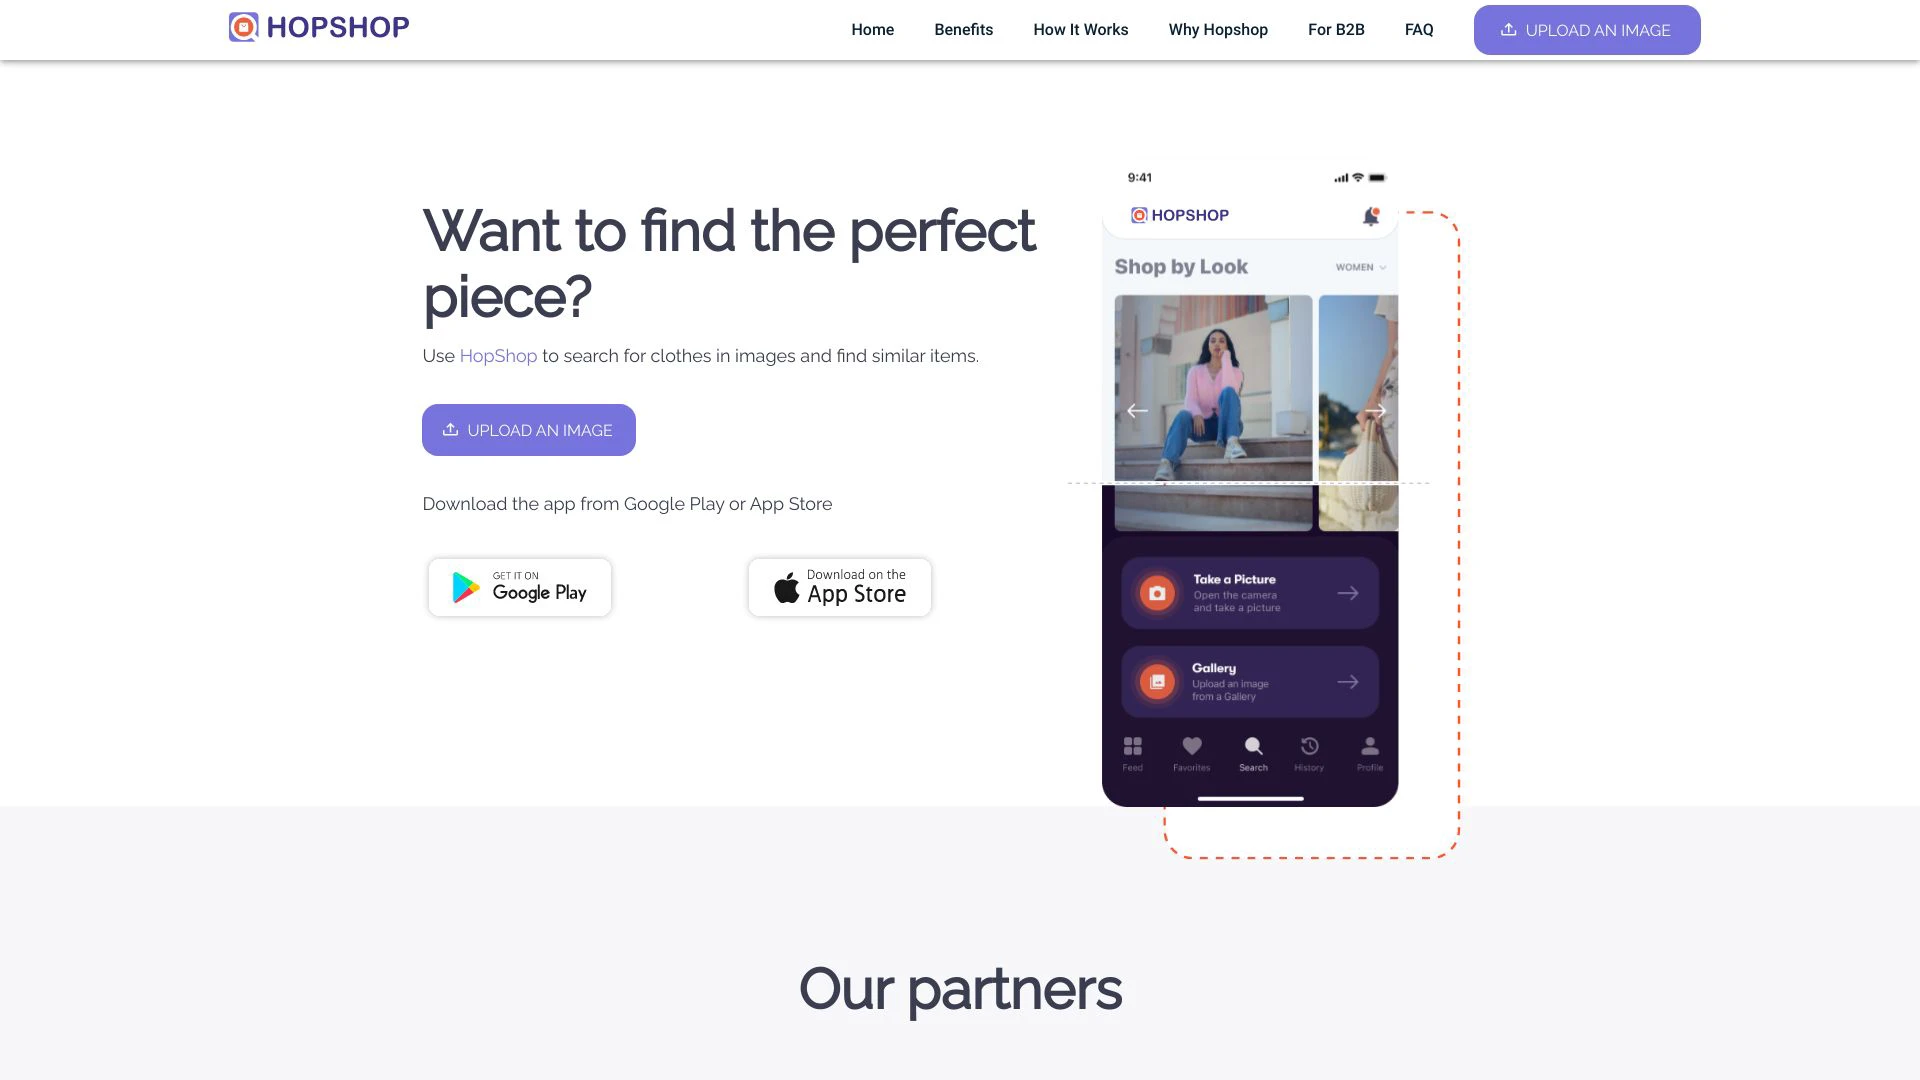 HOPSHOP
Home
Benefits
How It Works
Why Hopshop
For B2B
FAQ
UPLOAD AN IMAGE
Want to find the perfect
piece?
Use HopShop to search for clothes in images and find similar items.
UPLOAD AN IMAGE
Download the app from Google Play or App Store
GET IT ON
Google Play
Download on the
App Store
9:41
HOPSHOP
Shop by Look
WOMEN
Take a Picture
Open the camera
and take a picture
Gallery
Upload an image
from a Gallery
Feed
Favorites
Search
History
Profile
Our partners